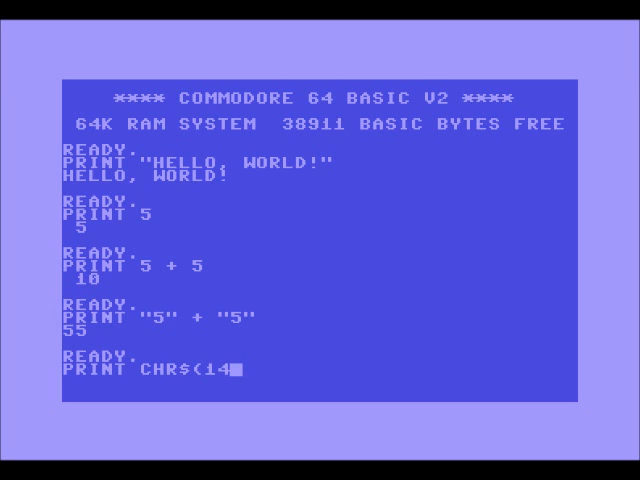 **** COMMODORE 64 BASIC V2 ****
64K RAM SYSTEM  38911 BASIC BYTES FREE
READY.
PRINT "HELLO, WORLD!"
HELLO, WORLD!
READY.
PRINT 5
5
READY.
PRINT 5 + 5
10
READY.
PRINT "5" + "5"
55
READY.
PRINT CHR$(14